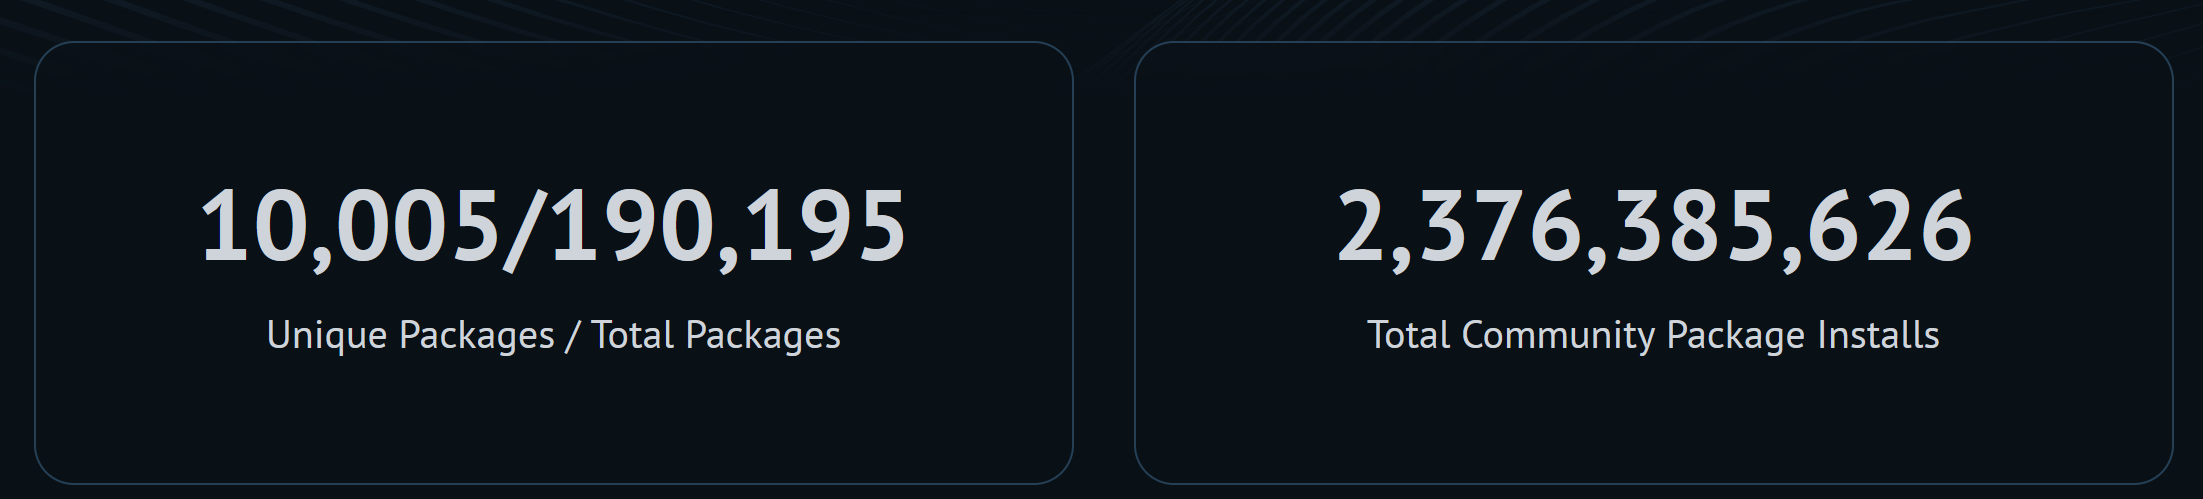 10,005/190,195
Unique Packages / Total Packages
2,376,385,626
Total Community Package Installs